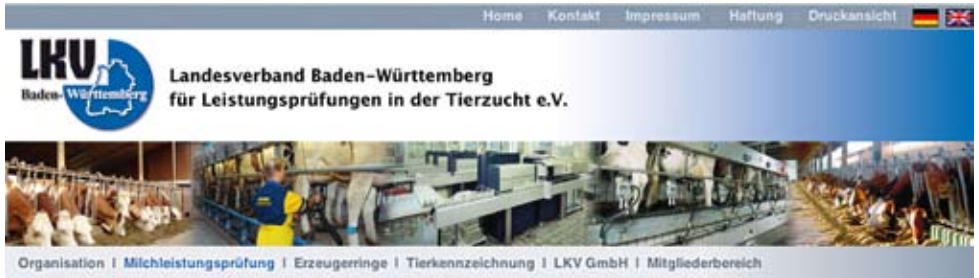 Home Kontakt Impressum Haftung Druckansicht
LKV
Baden-Württemberg
Landesverband Baden-Württemberg
für Leistungsprüfungen in der Tierzucht e.V.
Organisation | Milchleistungsprüfung | Erzeugerringe | Tierkennzeichnung | LKV GmbH | Mitgliederbereich